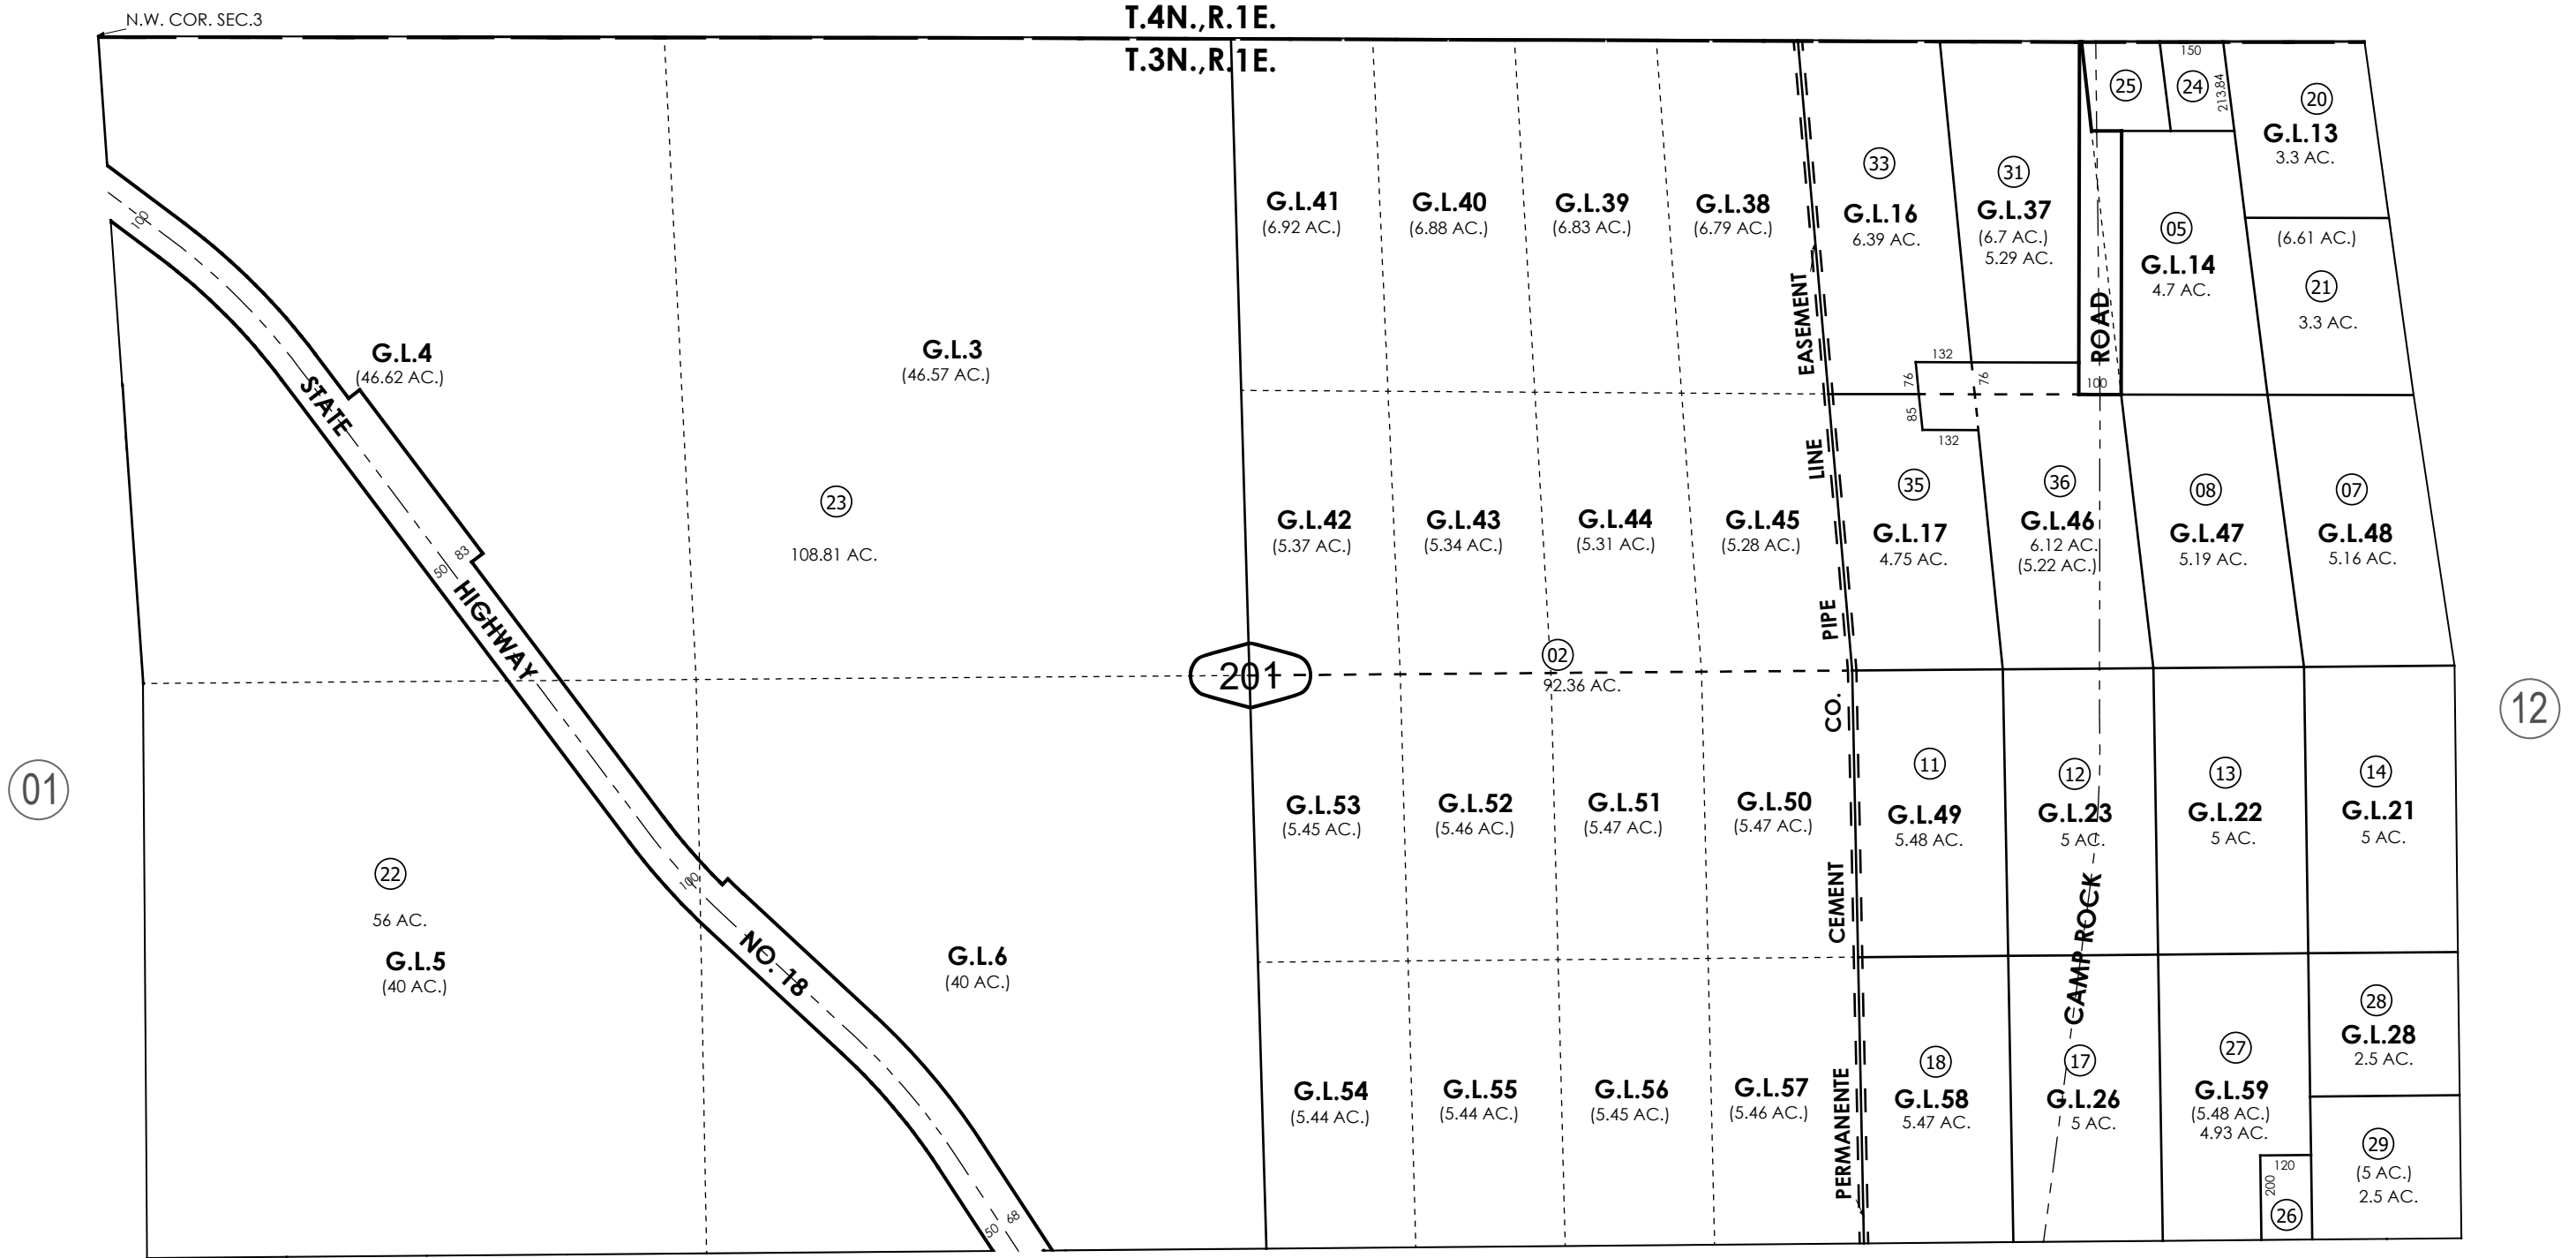 N.W. COR. SEC.3
T.4N.,R.1E.
T.3N.,R.1E.
150
25
24
213.84
20
G.L.13
3.3 AC.
33
G.L.16
6.39 AC.
31
G.L.37
(6.7 AC.)
5.29 AC.
05
G.L.14
4.7 AC.
(6.61 AC.)
21
3.3 AC.
G.L.41
(6.92 AC.)
G.L.40
(6.88 AC.)
G.L.39
(6.83 AC.)
G.L.38
(6.79 AC.)
100
G.L.4
(46.62 AC.)
G.L.3
(46.57 AC.)
23
108.81 AC.
STATE
HIGHWAY
NO. 18
83
50
100
50
68
EASEMENT
LINE
PIPE
CO.
CEMENT
PERMANENTE
ROAD
132
76
76
85
132
100
G.L.42
(5.37 AC.)
G.L.43
(5.34 AC.)
G.L.44
(5.31 AC.)
G.L.45
(5.28 AC.)
35
G.L.17
4.75 AC.
36
G.L.46
6.12 AC.
(5.22 AC.)
08
G.L.47
5.19 AC.
07
G.L.48
5.16 AC.
201
02
92.36 AC.
01
12
22
56 AC.
G.L.5
(40 AC.)
G.L.6
(40 AC.)
G.L.53
(5.45 AC.)
G.L.52
(5.46 AC.)
G.L.51
(5.47 AC.)
G.L.50
(5.47 AC.)
11
G.L.49
5.48 AC.
12
G.L.23
5 AC.
13
G.L.22
5 AC.
14
G.L.21
5 AC.
CAMP ROCK
G.L.54
(5.44 AC.)
G.L.55
(5.44 AC.)
G.L.56
(5.45 AC.)
G.L.57
(5.46 AC.)
18
G.L.58
5.47 AC.
17
G.L.26
5 AC.
27
G.L.59
(5.48 AC.)
4.93 AC.
28
G.L.28
2.5 AC.
29
(5 AC.)
2.5 AC.
120
200
26